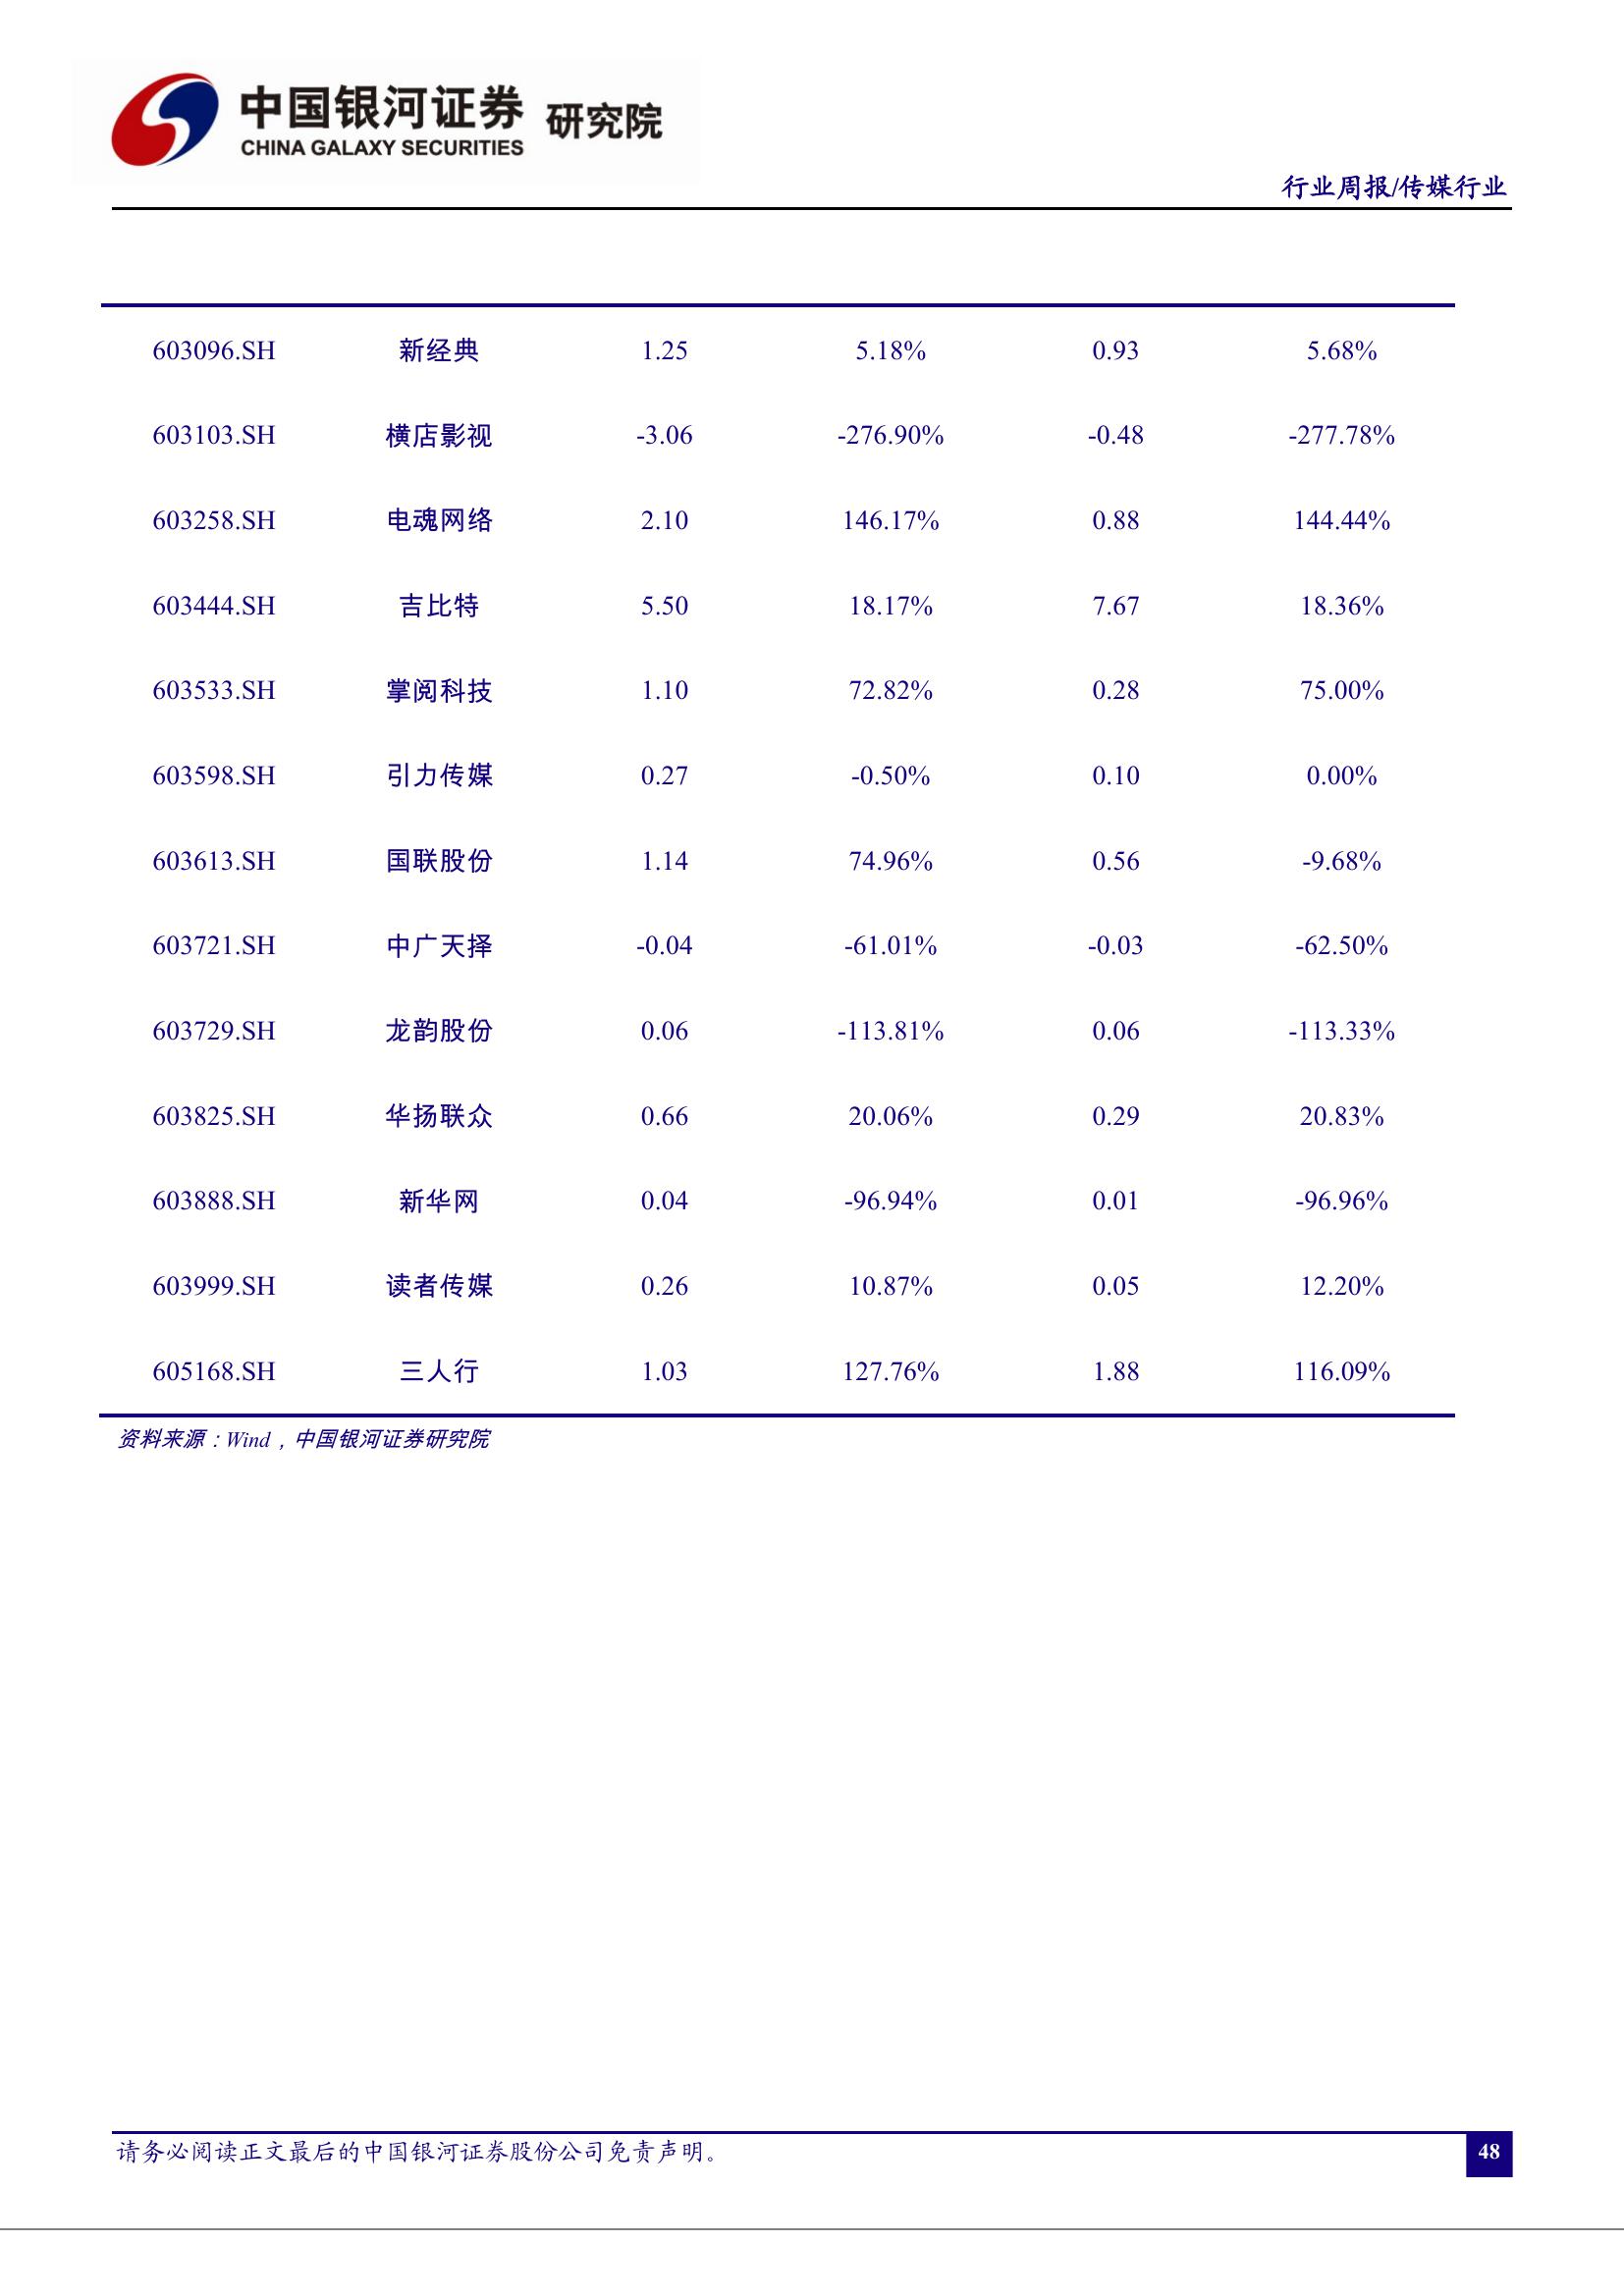 中国银河证券 研究院
CHINA GALAXY SECURITIES
行业周报/传媒行业
603096.SH 新经典 1.25 5.18% 0.93 5.68%
603103.SH 横店影视 -3.06 -276.90% -0.48 -277.78%
603258.SH 电魂网络 2.10 146.17% 0.88 144.44%
603444.SH 吉比特 5.50 18.17% 7.67 18.36%
603533.SH 掌阅科技 1.10 72.82% 0.28 75.00%
603598.SH 引力传媒 0.27 -0.50% 0.10 0.00%
603613.SH 国联股份 1.14 74.96% 0.56 -9.68%
603721.SH 中广天择 -0.04 -61.01% -0.03 -62.50%
603729.SH 龙韵股份 0.06 -113.81% 0.06 -113.33%
603825.SH 华扬联众 0.66 20.06% 0.29 20.83%
603888.SH 新华网 0.04 -96.94% 0.01 -96.96%
603999.SH 读者传媒 0.26 10.87% 0.05 12.20%
605168.SH 三人行 1.03 127.76% 1.88 116.09%
资料来源：Wind，中国银河证券研究院
请务必阅读正文最后的中国银河证券股份公司免责声明。
48